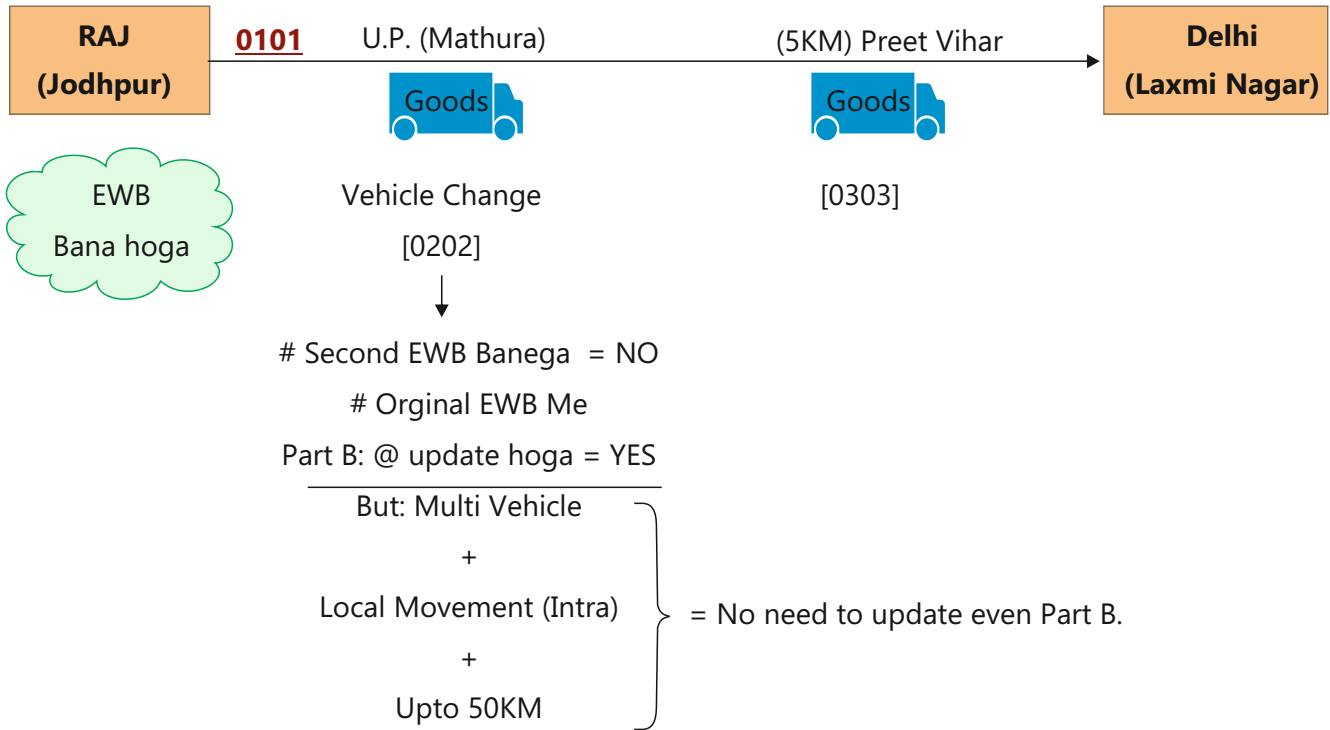 RAJ
(Jodhpur)
0101
U.P. (Mathura)
(5KM) Preet Vihar
Delhi
(Laxmi Nagar)
Goods
Goods
EWB
Bana hoga
Vehicle Change
[0202]
[0303]
# Second EWB Banega = NO
# Orginal EWB Me
Part B: @ update hoga = YES
But: Multi Vehicle
+
Local Movement (Intra)
+
Upto 50KM
= No need to update even Part B.